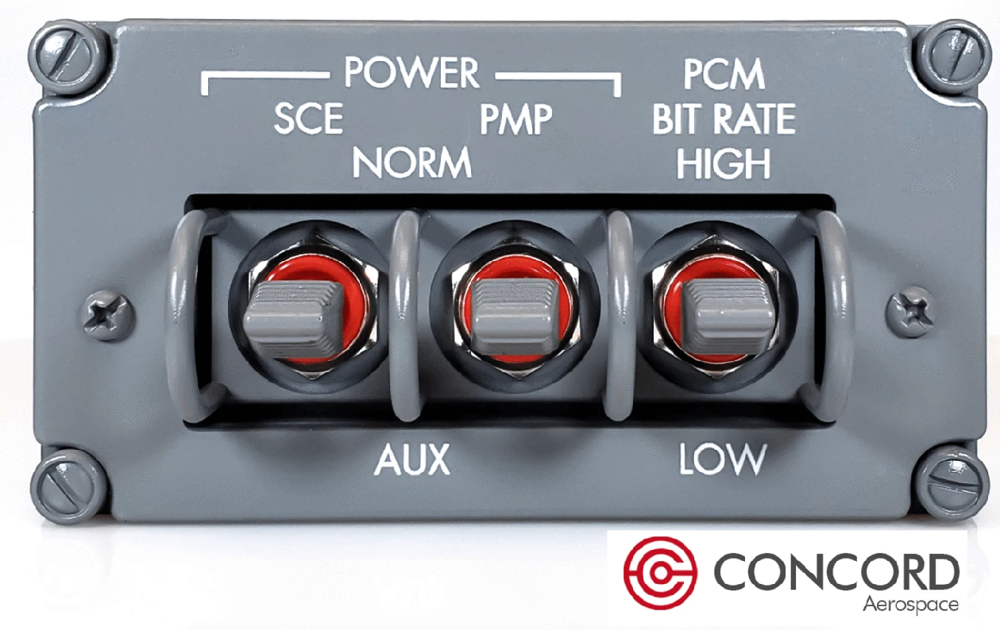 POWER
SCE PMP
NORM
PCM
BIT RATE
HIGH
AUX
LOW
CONCORD
Aerospace